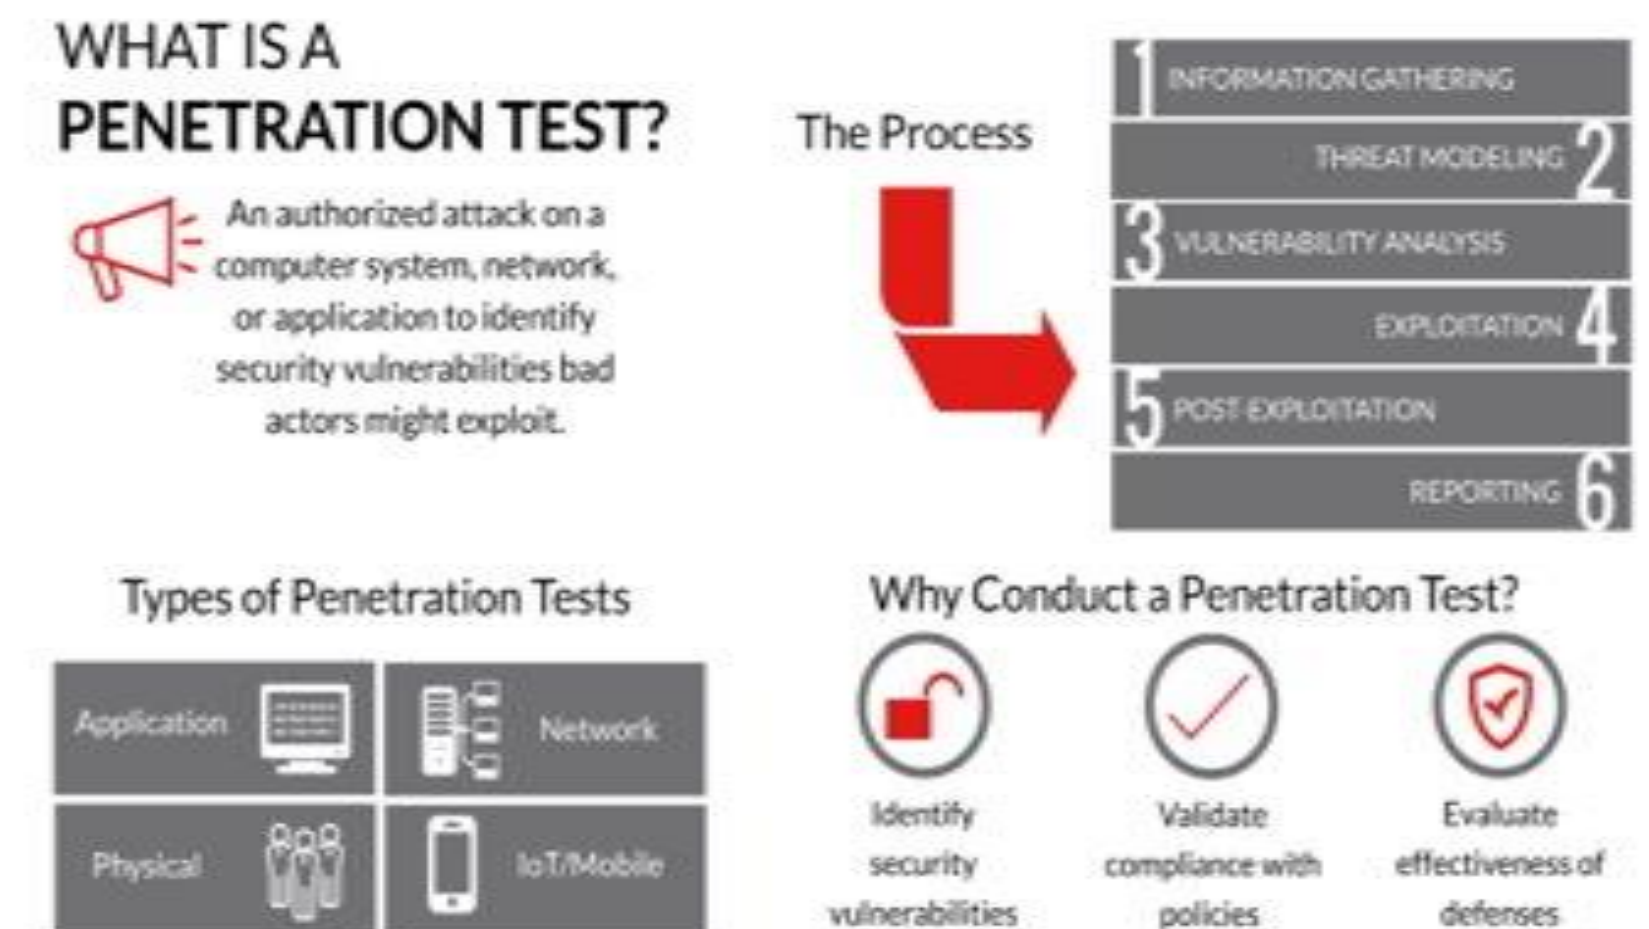 WHAT IS A
PENETRATION TEST?
An authorized attack on a
computer system, network,
or application to identify
security vulnerabilities bad
actors might exploit.
The Process
1 INFORMATION GATHERING
THREAT MODELING 2
3 VULNERABILITY ANALYSIS
EXPLOITATION 4
5 POST-EXPLOITATION
REPORTING 6
Types of Penetration Tests
Application
Network
Physical
IoT/Mobile
Why Conduct a Penetration Test?
Identify
security
vulnerabilities
Validate
compliance with
policies
Evaluate
effectiveness of
defenses